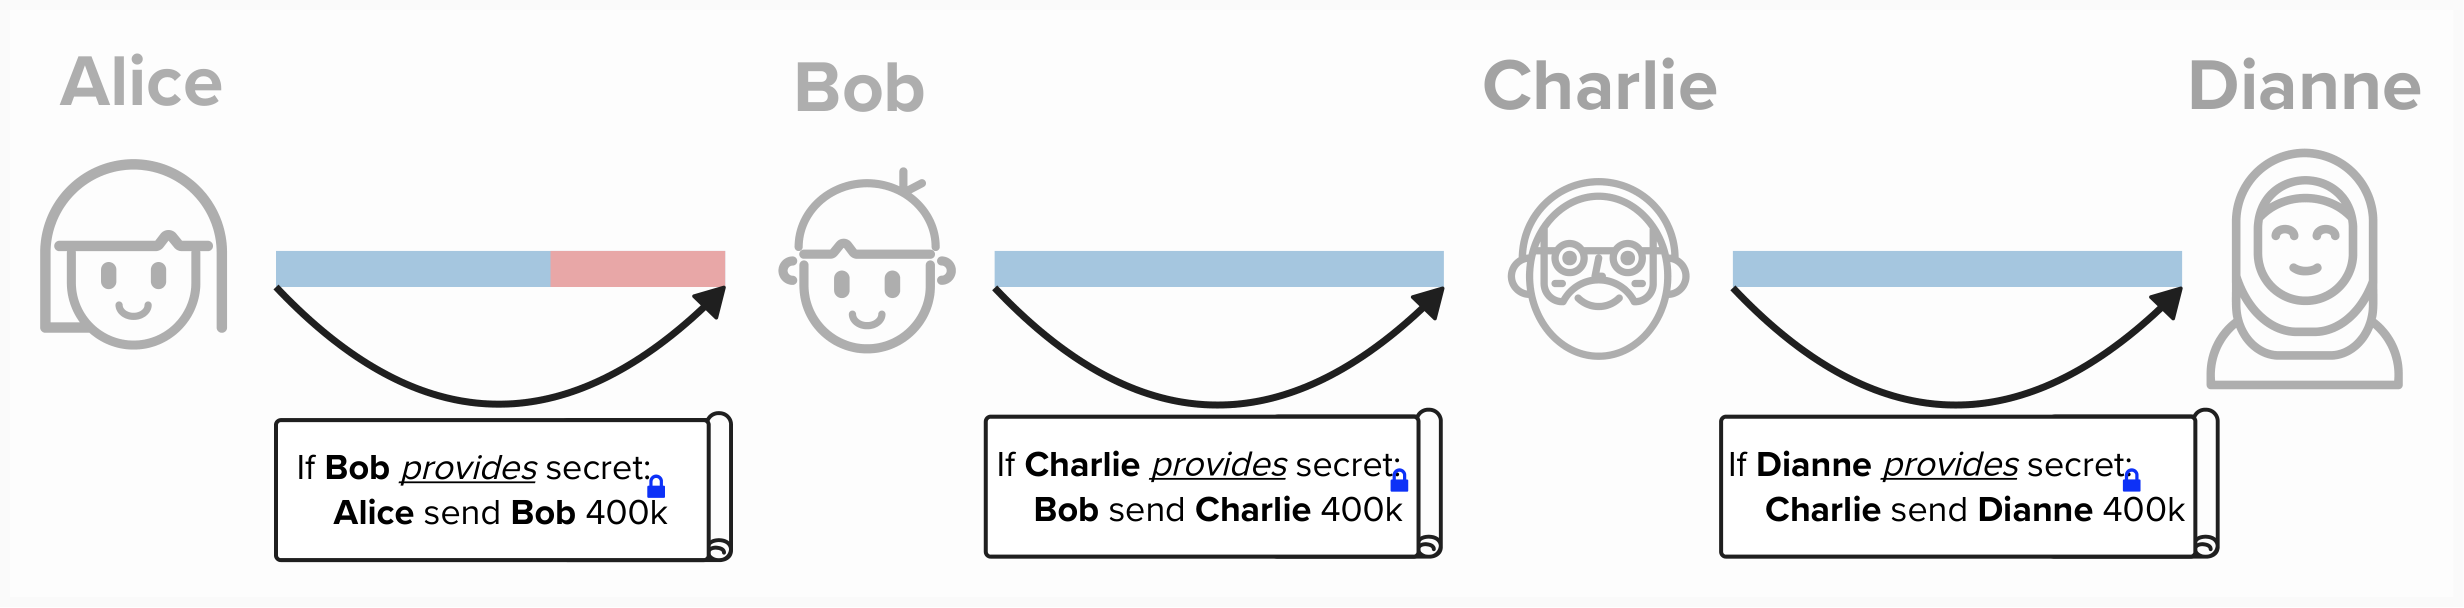 Alice
Bob
Charlie
Dianne
If Bob provides secret:
Alice send Bob 400k
If Charlie provides secret:
Bob send Charlie 400k
If Dianne provides secret:
Charlie send Dianne 400k